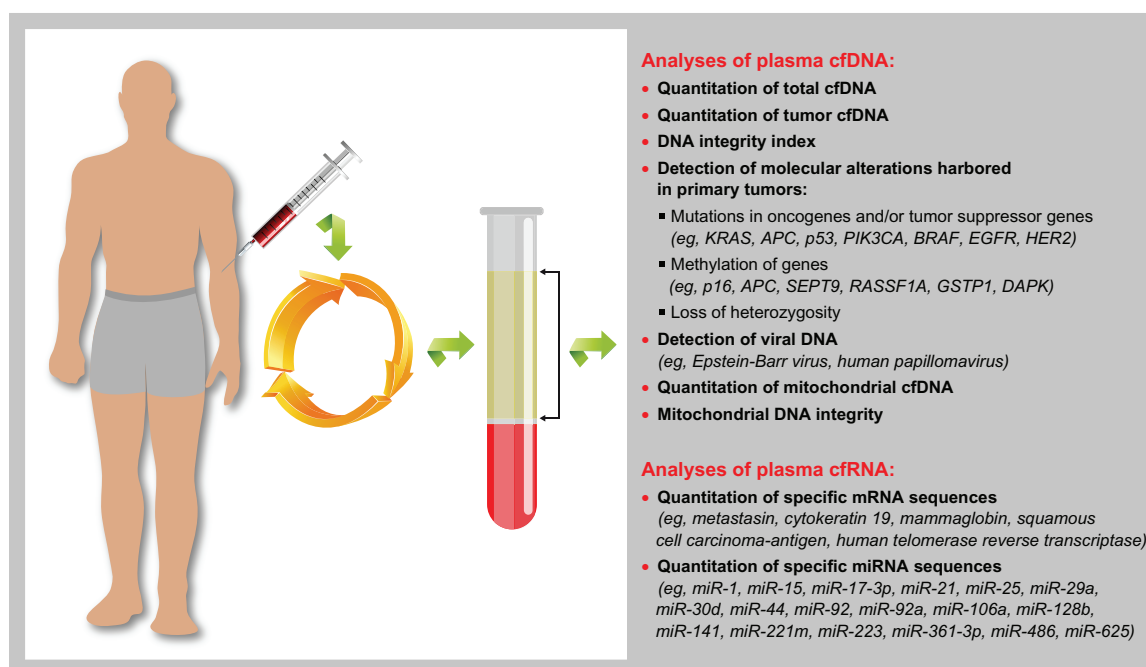 Analyses of plasma cfDNA:
• Quantitation of total cfDNA
• Quantitation of tumor cfDNA
• DNA integrity index
• Detection of molecular alterations harbored
in primary tumors:
▪ Mutations in oncogenes and/or tumor suppressor genes
(eg, KRAS, APC, p53, PIK3CA, BRAF, EGFR, HER2)
▪ Methylation of genes
(eg, p16, APC, SEPT9, RASSF1A, GSTP1, DAPK)
▪ Loss of heterozygosity
• Detection of viral DNA
(eg, Epstein-Barr virus, human papillomavirus)
• Quantitation of mitochondrial cfDNA
• Mitochondrial DNA integrity
Analyses of plasma cfRNA:
• Quantitation of specific mRNA sequences
(eg, metastasin, cytokeratin 19, mammaglobin, squamous
cell carcinoma-antigen, human telomerase reverse transcriptase)
• Quantitation of specific miRNA sequences
(eg, miR-1, miR-15, miR-17-3p, miR-21, miR-25, miR-29a,
miR-30d, miR-44, miR-92, miR-92a, miR-106a, miR-128b,
miR-141, miR-221m, miR-223, miR-361-3p, miR-486, miR-625)